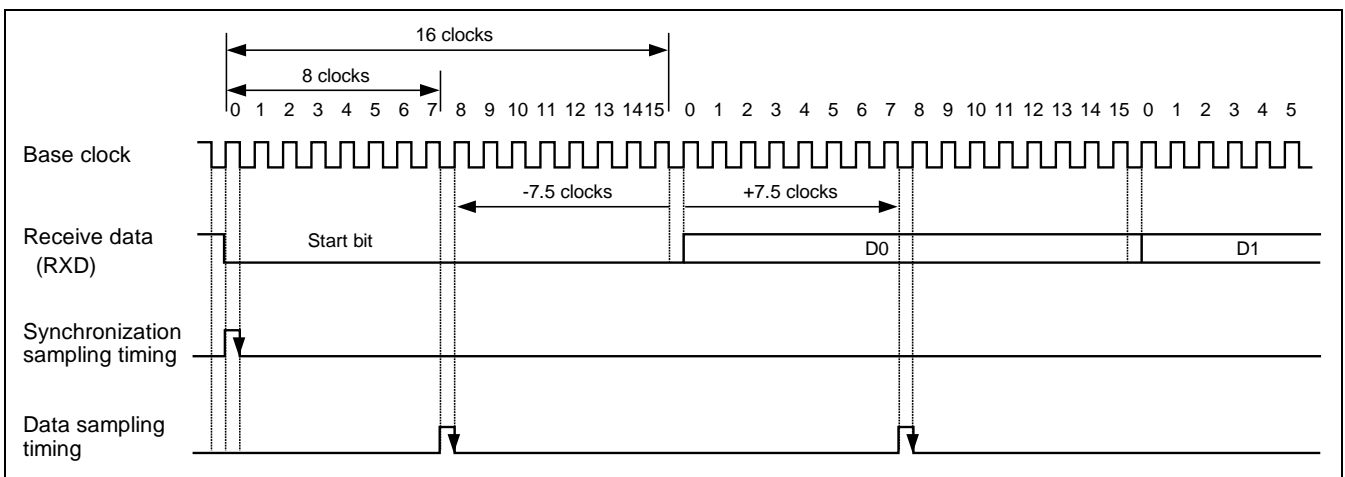 16 clocks
8 clocks
0 1 2 3 4 5 6 7 8 9 10 11 12 13 1415 0 1 2 3 4 5 6 7 8 9 10 11 12 13 14 15 0 1 2 3 4 5
Base clock
-7.5 clocks +7.5 clocks
Receive data
(RXD)
Start bit D0 D1
Synchronization
sampling timing
Data sampling
timing